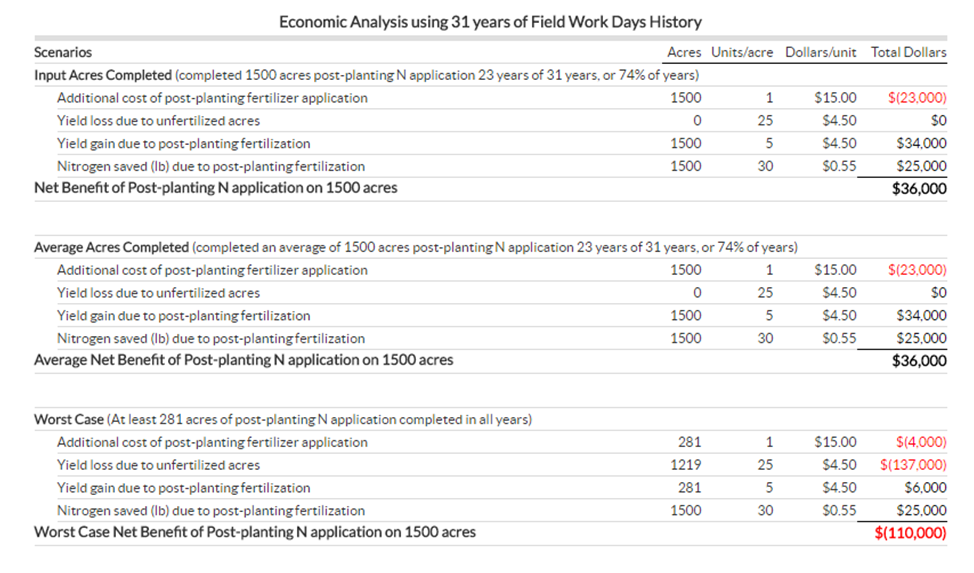 Economic Analysis using 31 years of Field Work Days History
Scenarios Acres Units/acre Dollars/unit Total Dollars
Input Acres Completed (completed 1500 acres post-planting N application 23 years of 31 years, or 74% of years)
Additional cost of post-planting fertilizer application 1500 1 $15.00 $(23,000)
Yield loss due to unfertilized acres 0 25 $4.50 $0
Yield gain due to post-planting fertilization 1500 5 $4.50 $34,000
Nitrogen saved (lb) due to post-planting fertilization 1500 30 $0.55 $25,000
Net Benefit of Post-planting N application on 1500 acres $36,000
Average Acres Completed (completed an average of 1500 acres post-planting N application 23 years of 31 years, or 74% of years)
Additional cost of post-planting fertilizer application 1500 1 $15.00 $(23,000)
Yield loss due to unfertilized acres 0 25 $4.50 $0
Yield gain due to post-planting fertilization 1500 5 $4.50 $34,000
Nitrogen saved (lb) due to post-planting fertilization 1500 30 $0.55 $25,000
Average Net Benefit of Post-planting N application on 1500 acres $36,000
Worst Case (At least 281 acres of post-planting N application completed in all years)
Additional cost of post-planting fertilizer application 281 1 $15.00 $(4,000)
Yield loss due to unfertilized acres 1219 25 $4.50 $(137,000)
Yield gain due to post-planting fertilization 281 5 $4.50 $6,000
Nitrogen saved (lb) due to post-planting fertilization 1500 30 $0.55 $25,000
Worst Case Net Benefit of Post-planting N application on 1500 acres $(110,000)